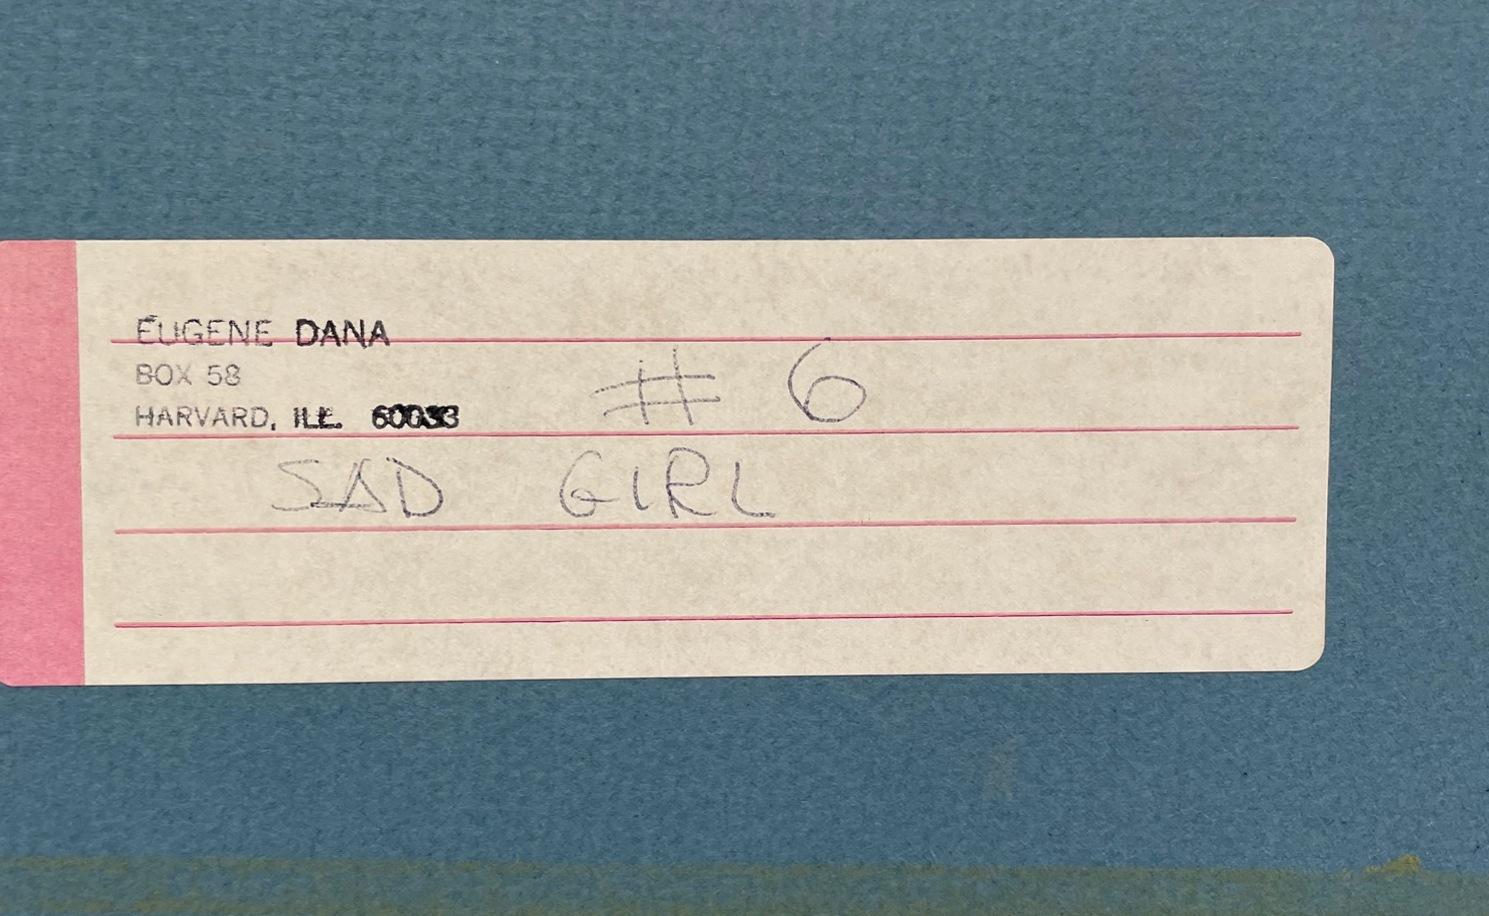 EUGENE DANA
BOX 58
HARVARD, ILL. 60033
# 6
SAD GIRL